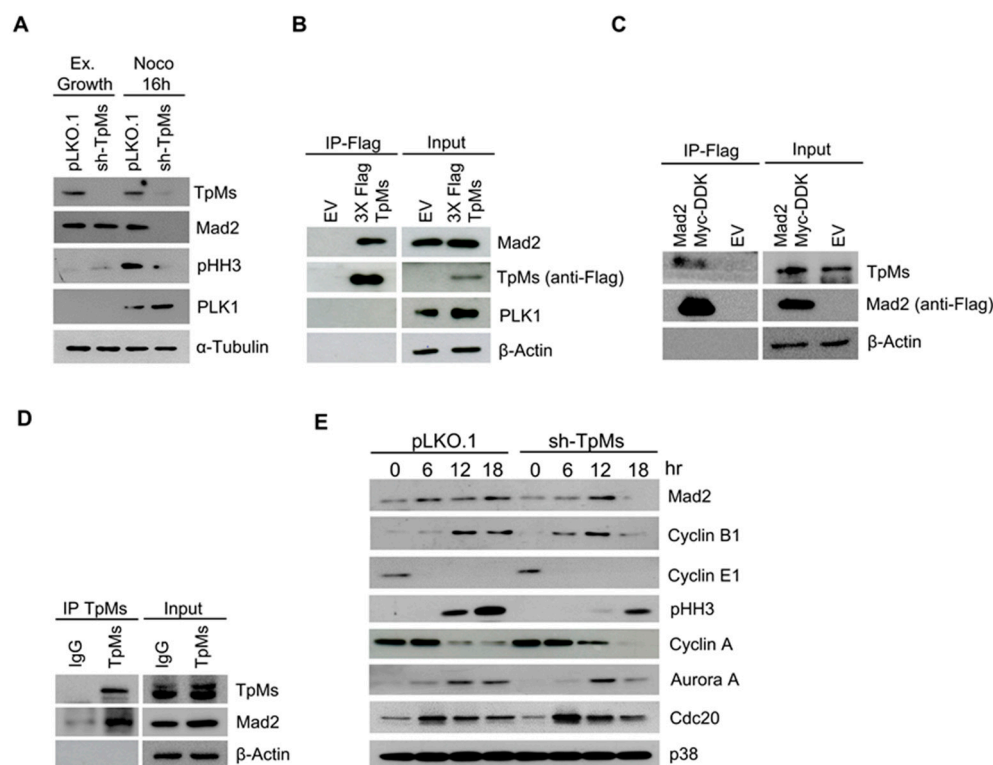 A
Ex.
Growth
Noco
16h
pLKO.1
sh-TpMs
pLKO.1
sh-TpMs
TpMs
Mad2
pHH3
PLK1
α-Tubulin
B
IP-Flag
Input
EV
3X Flag
TpMs
EV
3X Flag
TpMs
Mad2
TpMs (anti-Flag)
PLK1
β-Actin
C
IP-Flag
Input
Mad2
Myc-DDK
EV
Mad2
Myc-DDK
EV
TpMs
Mad2 (anti-Flag)
β-Actin
D
IP TpMs
Input
IgG
TpMs
IgG
TpMs
TpMs
Mad2
β-Actin
E
pLKO.1
sh-TpMs
0 6 12 18 0 6 12 18 hr
Mad2
Cyclin B1
Cyclin E1
pHH3
Cyclin A
Aurora A
Cdc20
p38